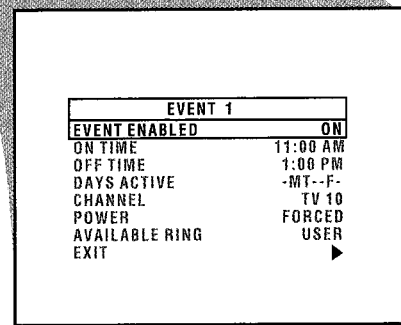 EVENT 1
EVENT ENABLED ON
ON TIME 11:00 AM
OFF TIME 1:00 PM
DAYS ACTIVE -MT--F-
CHANNEL TV 10
POWER FORCED
AVAILABLE RING USER
EXIT ▶